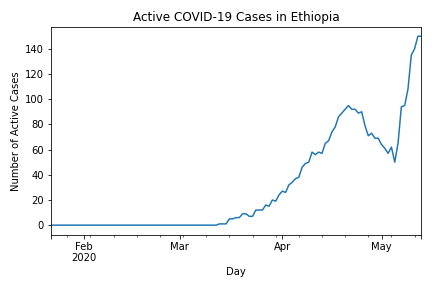 Active COVID-19 Cases in Ethiopia
Number of Active Cases
140
120
100
80
60
40
20
0
Feb
2020
Mar
Apr
May
Day